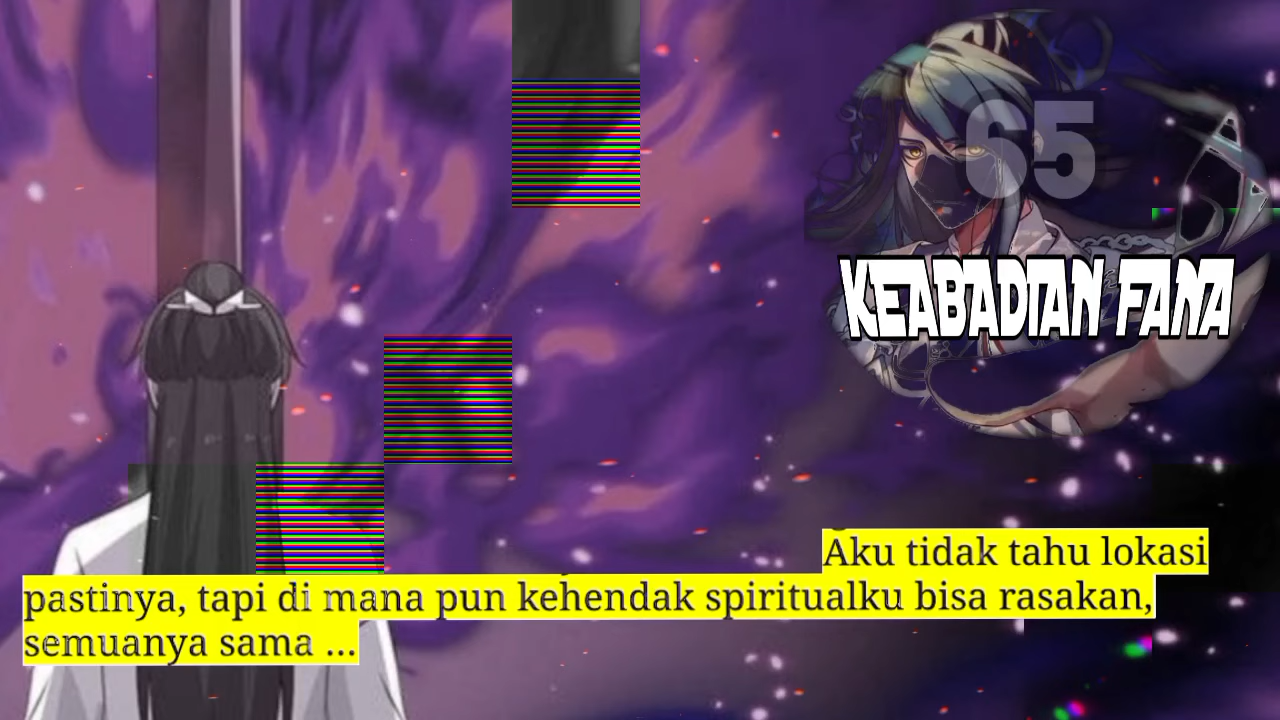 65
KEABADIAN FANA
Aku tidak tahu lokasi
pastinya, tapi di mana pun kehendak spiritualku bisa rasakan,
semuanya sama ...